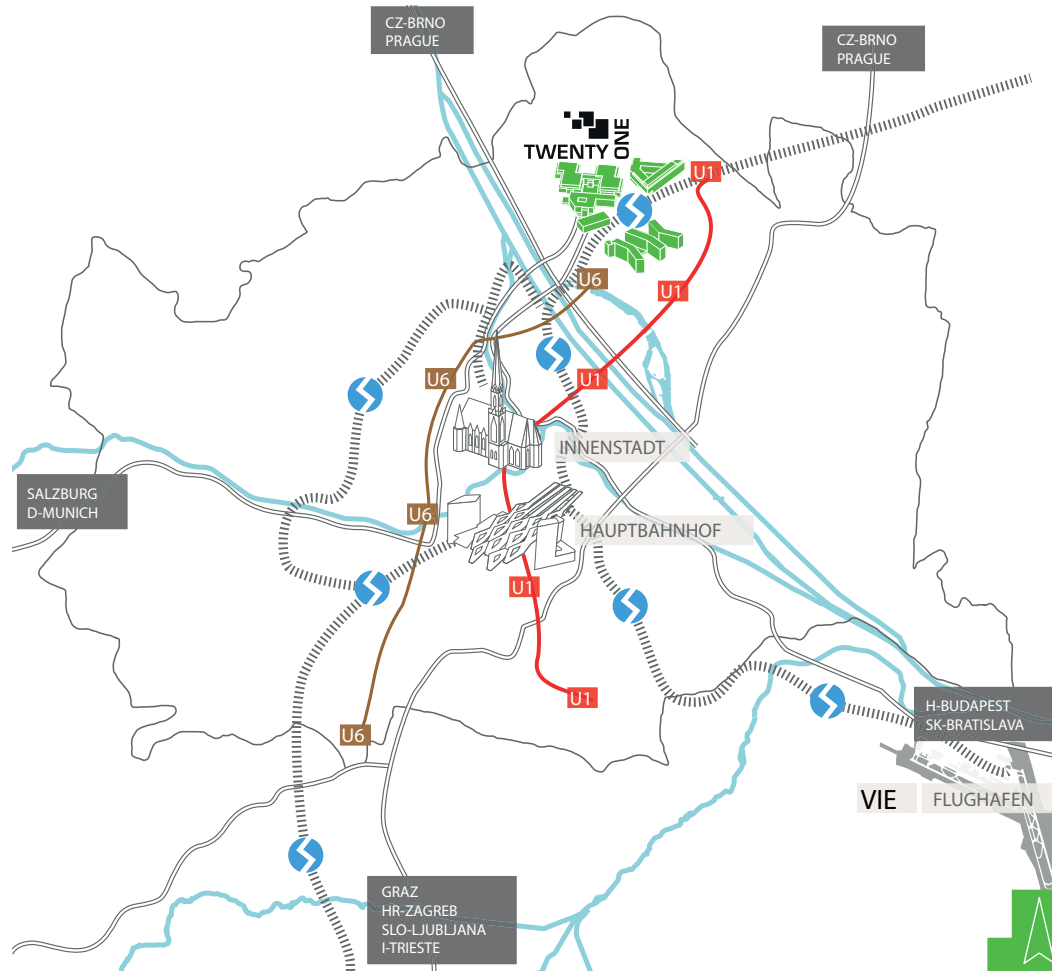 CZ-BRNO
PRAGUE
CZ-BRNO
PRAGUE
TWENTY
ONE
U1
U6
U1
U6
U1
INNENSTADT
SALZBURG
D-MUNICH
U6
HAUPTBAHNHOF
U1
U1
U6
H-BUDAPEST
SK-BRATISLAVA
VIE
FLUGHAFEN
GRAZ
HR-ZAGREB
SLO-LJUBLJANA
I-TRIESTE